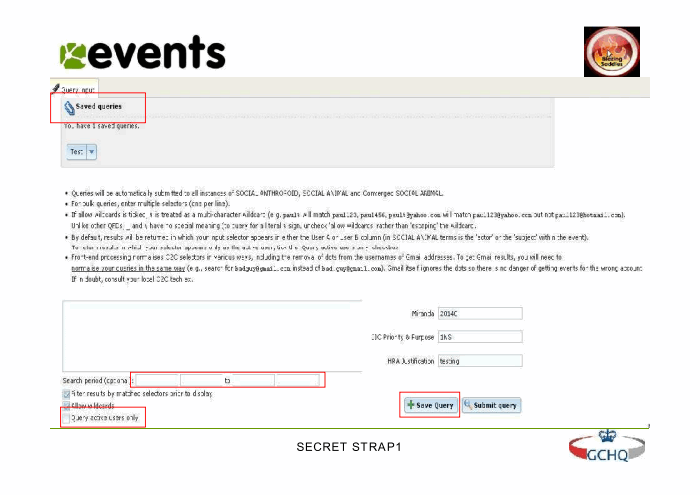 events
Blazing
Saddles
Query input
Saved queries
You have 1 saved queries.
Test
Queries will be automatically submitted to all instances of SOCIAL ANTHROPOID, SOCIAL ANIMAL and Converged SOCIAL ANIMAL.
For bulk queries, enter multiple selectors (one per line).
If allow wildcards is ticked, % is treated as a multi-character wildcard (e.g. paul% will match paul123, paul456, paul%@yahoo.com will match paul123@yahoo.com but not paul123@hotmail.com).
Unlike other QFDs, _ and \ have no special meaning (to query for a literal % sign, uncheck 'allow wildcards' rather than 'escaping' the wildcard.
By default, results will be returned in which your input selector appears in either the User A or User B column (in SOCIAL ANIMAL terms is the 'actor' or the 'subject' within the event).
Front-end processing normalises C2C selectors in various ways, including the removal of dots from the usernames of Gmail addresses. To get Gmail results, you will need to
normalise your queries in the same way (e.g., search for badguy@gmail.com instead of bad.guy@gmail.com). Gmail itself ignores the dots so there is no danger of getting events for the wrong account.
If in doubt, consult your local C2C techies.
Miranda 20140
JIC Priority & Purpose 1NS
HRA Justification testing
Search period (optional): to
Filter results by matched selectors prior to display
Allow wildcards
Query active users only
Save Query
Submit query
SECRET STRAP1
GCHQ